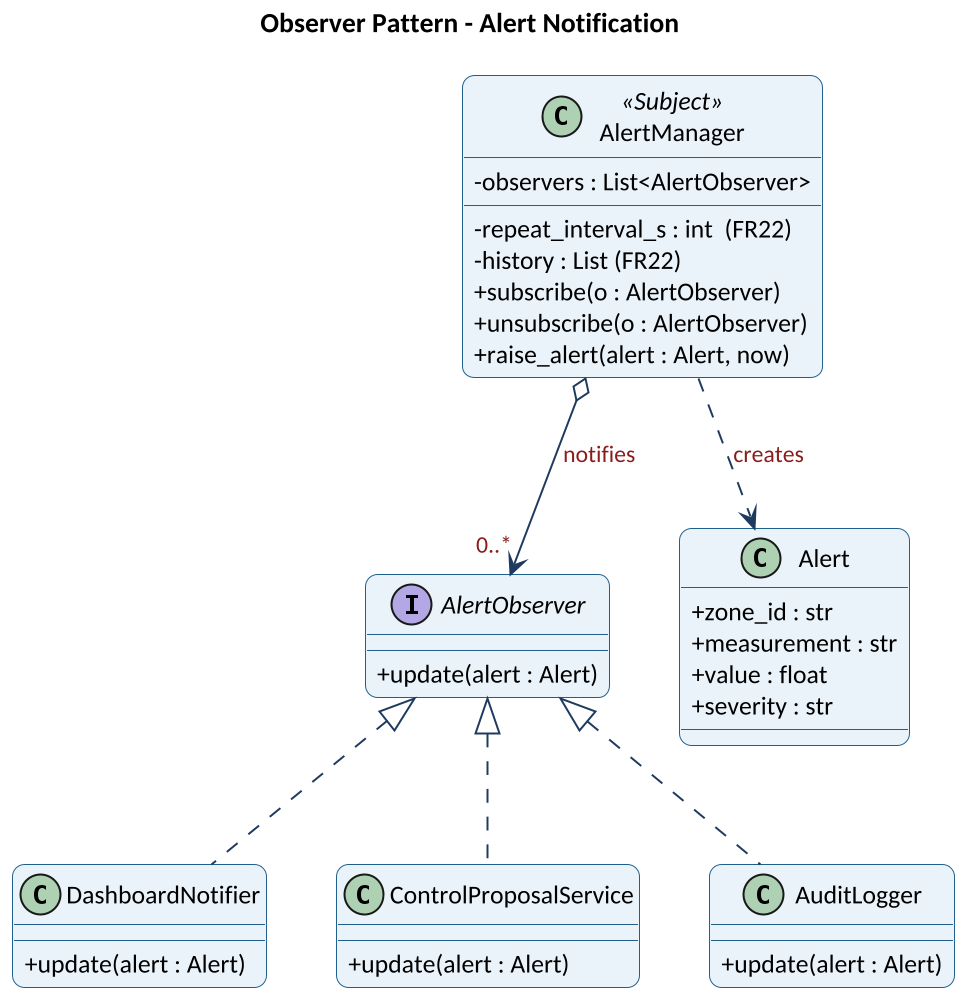 Observer Pattern - Alert Notification
C
«Subject»
AlertManager
-observers : List<AlertObserver>
-repeat_interval_s : int  (FR22)
-history : List (FR22)
+subscribe(o : AlertObserver)
+unsubscribe(o : AlertObserver)
+raise_alert(alert : Alert, now)
notifies
creates
0..*
I AlertObserver
+update(alert : Alert)
C Alert
+zone_id : str
+measurement : str
+value : float
+severity : str
C DashboardNotifier
+update(alert : Alert)
C ControlProposalService
+update(alert : Alert)
C AuditLogger
+update(alert : Alert)